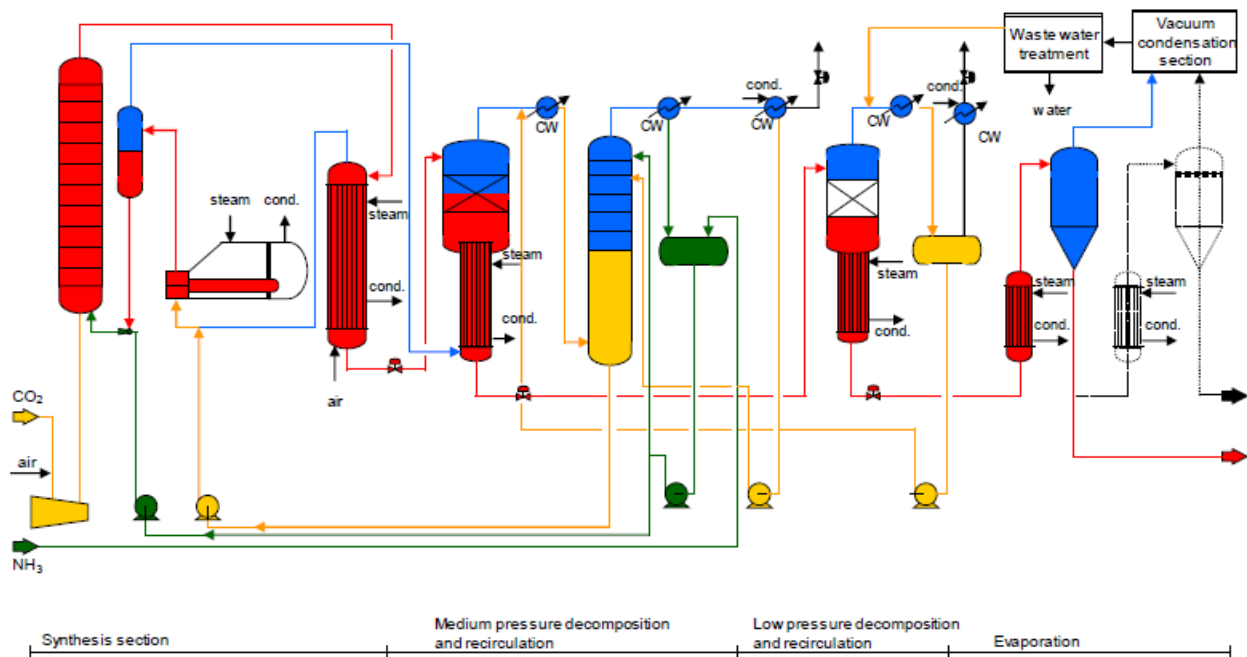 Waste water
treatment
Vacuum
condensation
section
water
cond.
cond.
CW
CW
CW
CW
CW
steam
cond.
steam
cond.
air
steam
cond.
steam
cond.
steam
cond.
steam
cond.
CO2
air
NH3
Synthesis section
Medium pressure decomposition
and recirculation
Low pressure decomposition
and recirculation
Evaporation